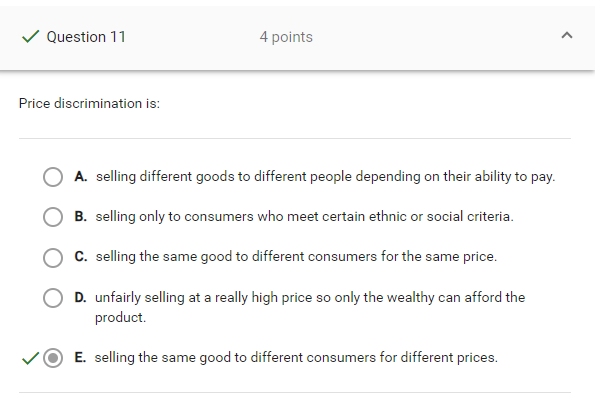 Question 11 4 points
Price discrimination is:
A. selling different goods to different people depending on their ability to pay.
B. selling only to consumers who meet certain ethnic or social criteria.
C. selling the same good to different consumers for the same price.
D. unfairly selling at a really high price so only the wealthy can afford the
product.
E. selling the same good to different consumers for different prices.